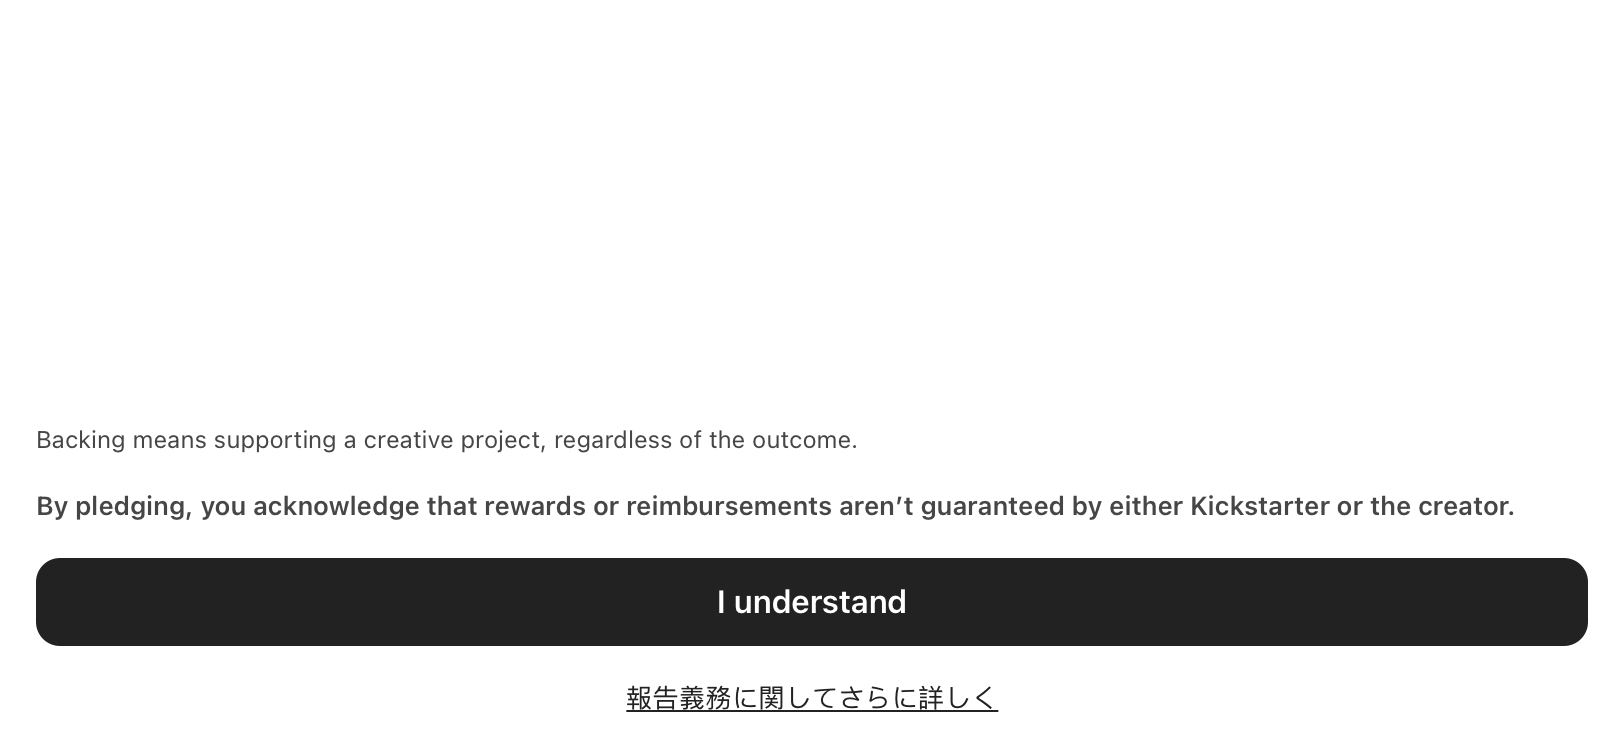 Backing means supporting a creative project, regardless of the outcome.
By pledging, you acknowledge that rewards or reimbursements aren’t guaranteed by either Kickstarter or the creator.
I understand
報告義務に関してさらに詳しく